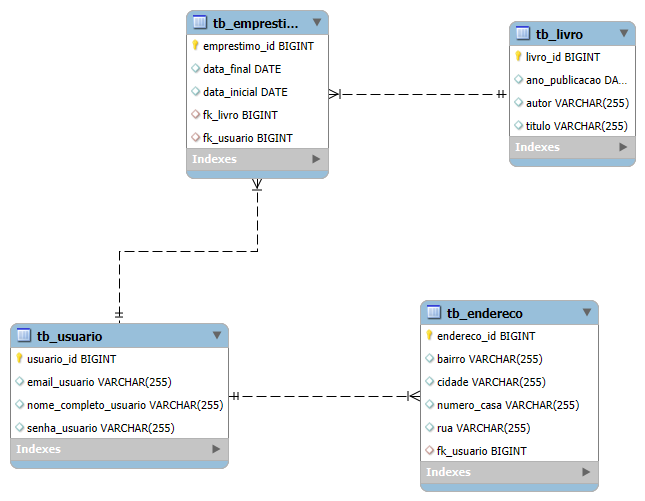 tb_empresti...
emprestimo_id BIGINT
data_final DATE
data_inicial DATE
fk_livro BIGINT
fk_usuario BIGINT
Indexes
tb_livro
livro_id BIGINT
ano_publicacao DA...
autor VARCHAR(255)
titulo VARCHAR(255)
Indexes
tb_usuario
usuario_id BIGINT
email_usuario VARCHAR(255)
nome_completo_usuario VARCHAR(255)
senha_usuario VARCHAR(255)
Indexes
tb_endereco
endereco_id BIGINT
bairro VARCHAR(255)
cidade VARCHAR(255)
numero_casa VARCHAR(255)
rua VARCHAR(255)
fk_usuario BIGINT
Indexes